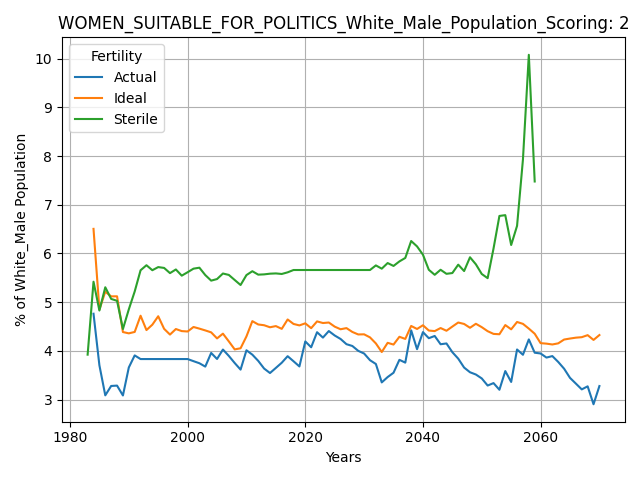 WOMEN_SUITABLE_FOR_POLITICS_White_Male_Population_Scoring: 2
Fertility
Actual
Ideal
Sterile
% of White_Male Population
10
9
8
7
6
5
4
3
1980 2000 2020 2040 2060
Years